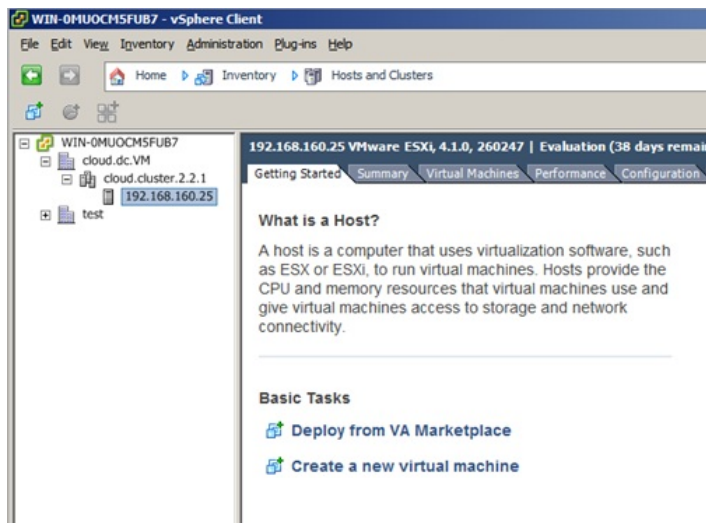 WIN-0MUOCM5FUB7 - vSphere Client
File Edit View Inventory Administration Plug-ins Help
Home Inventory Hosts and Clusters
WIN-0MUOCM5FUB7
cloud.dc.VM
cloud.cluster.2.2.1
192.168.160.25
test
192.168.160.25 VMware ESXi, 4.1.0, 260247 | Evaluation (38 days remai
Getting Started Summary Virtual Machines Performance Configuration
What is a Host?
A host is a computer that uses virtualization software, such
as ESX or ESXi, to run virtual machines. Hosts provide the
CPU and memory resources that virtual machines use and
give virtual machines access to storage and network
connectivity.
Basic Tasks
Deploy from VA Marketplace
Create a new virtual machine